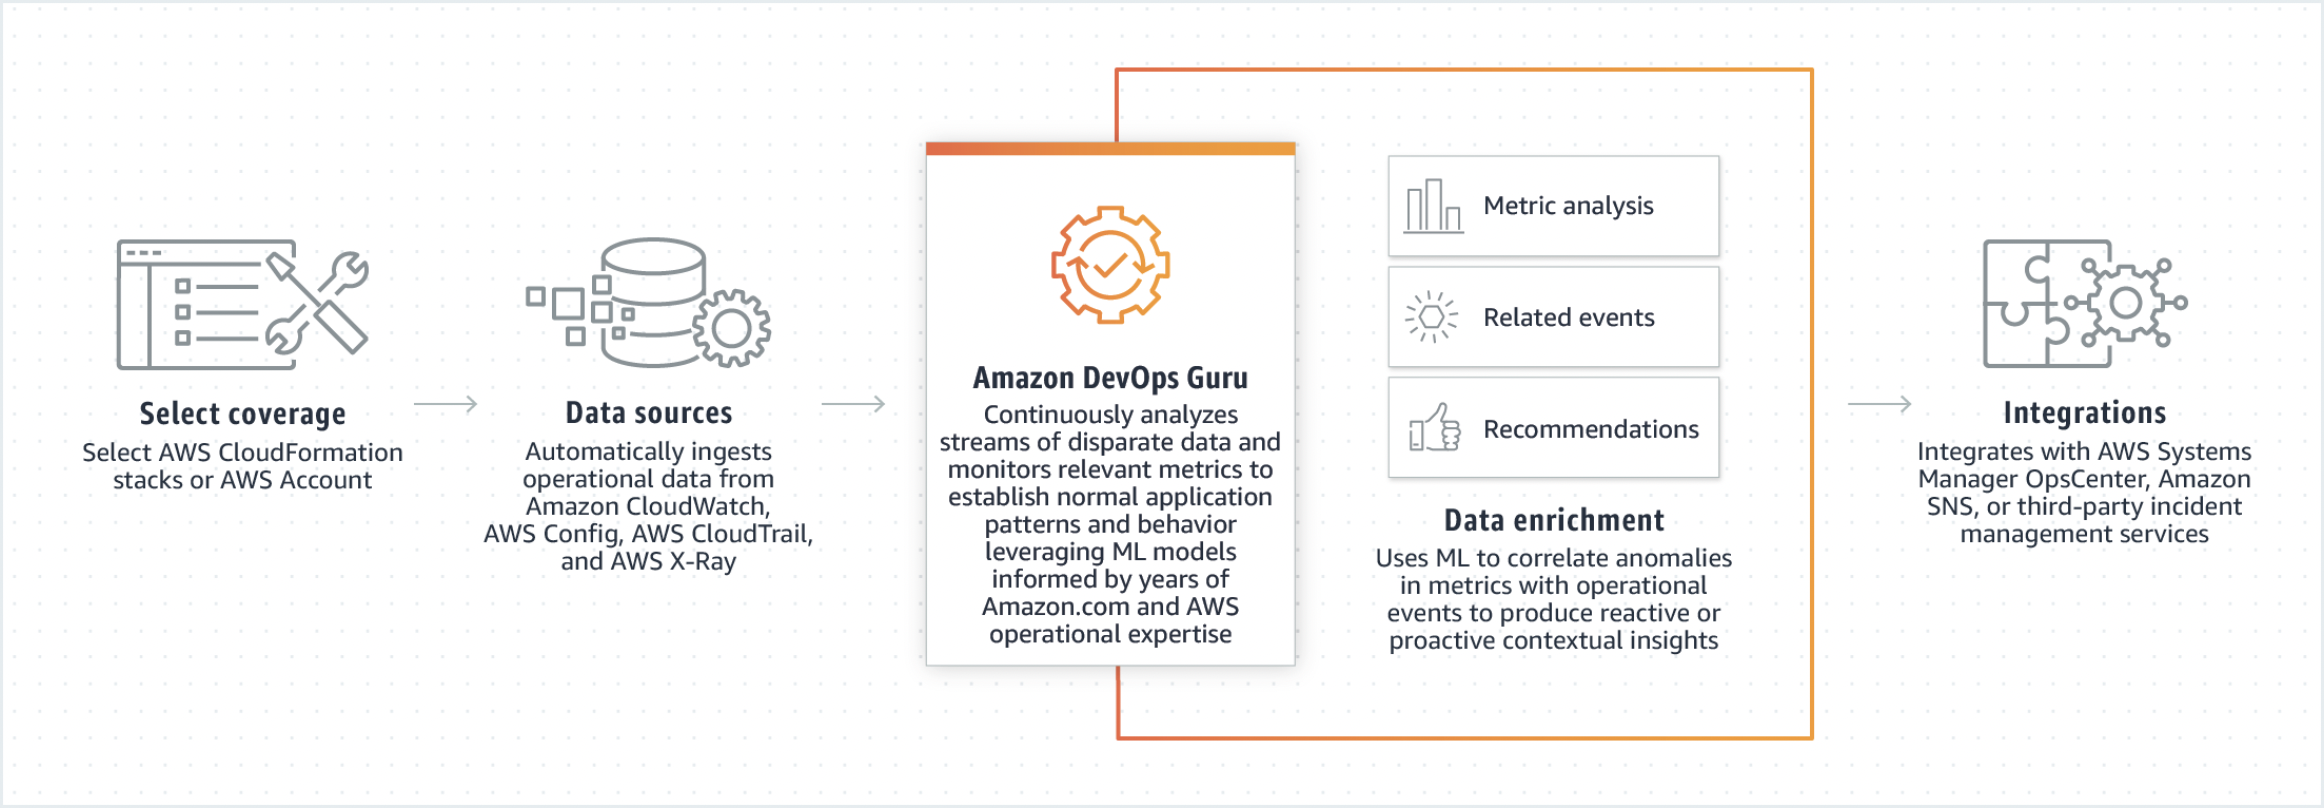 Select coverage
Select AWS CloudFormation
stacks or AWS Account
Data sources
Automatically ingests
operational data from
Amazon CloudWatch,
AWS Config, AWS CloudTrail,
and AWS X-Ray
Amazon DevOps Guru
Continuously analyzes
streams of disparate data and
monitors relevant metrics to
establish normal application
patterns and behavior
leveraging ML models
informed by years of
Amazon.com and AWS
operational expertise
Metric analysis
Related events
Recommendations
Data enrichment
Uses ML to correlate anomalies
in metrics with operational
events to produce reactive or
proactive contextual insights
Integrations
Integrates with AWS Systems
Manager OpsCenter, Amazon
SNS, or third-party incident
management services